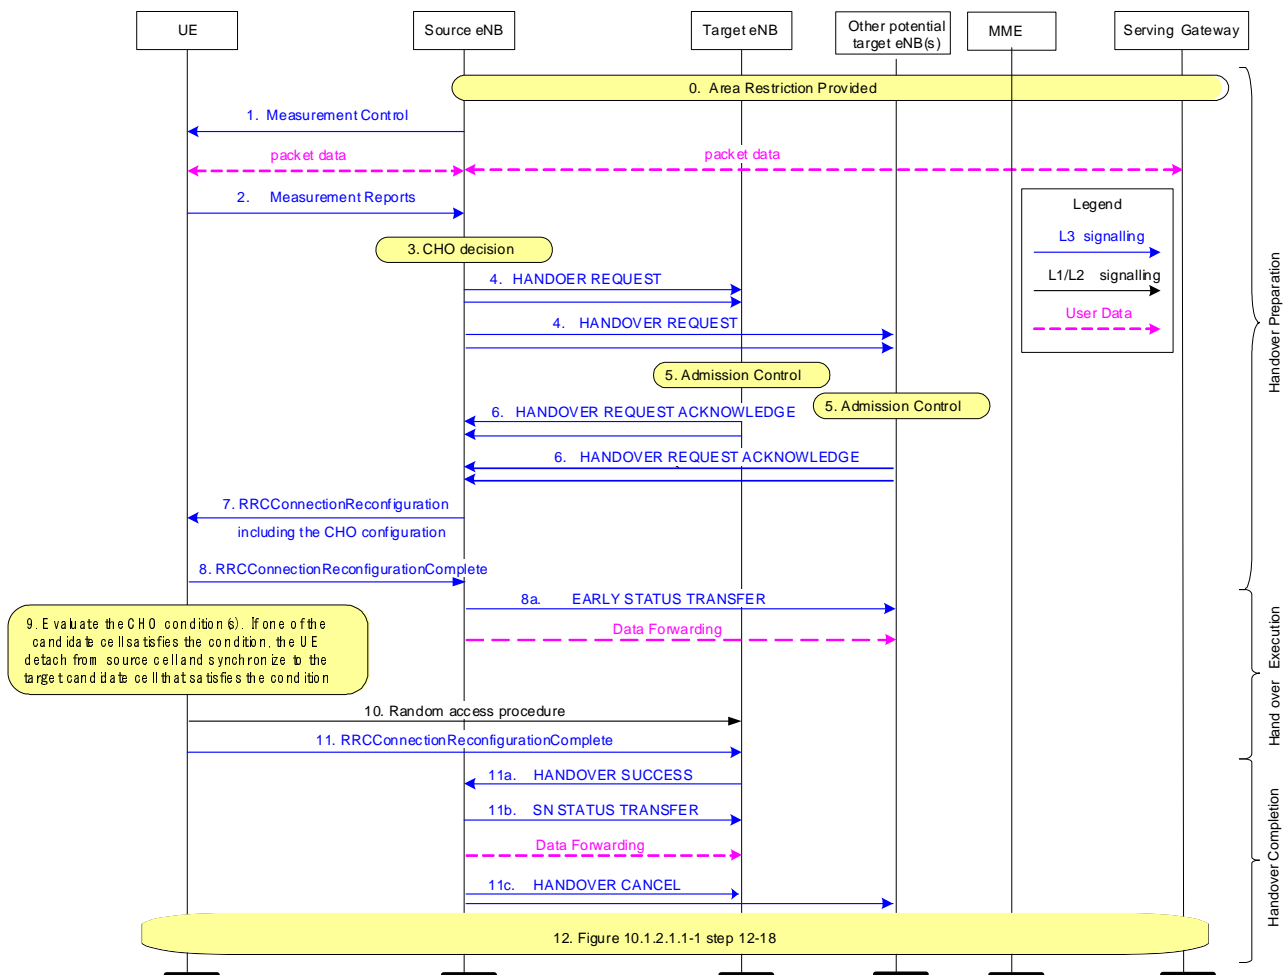 UE
Source eNB
Target eNB
Other potential
target eNB(s)
MME
Serving Gateway
0. Area Restriction Provided
1. Measurement Control
packet data
packet data
2. Measurement Reports
Legend
L3 signalling
L1/L2 signalling
User Data
3. CHO decision
4. HANDOER REQUEST
4. HANDOVER REQUEST
5. Admission Control
5. Admission Control
6. HANDOVER REQUEST ACKNOWLEDGE
6. HANDOVER REQUEST ACKNOWLEDGE
7. RRCConnectionReconfiguration
including the CHO configuration
8. RRCConnectionReconfigurationComplete
Handover Preparation
8a. EARLY STATUS TRANSFER
Data Forwarding
9. Evaluate the CHO condition(s). If one of the
candidate cell satisfies the condition, the UE
detach from source cell and synchronize to the
target candidate cell that satisfies the condition
10. Random access procedure
11. RRCConnectionReconfigurationComplete
Hand over Execution
11a. HANDOVER SUCCESS
11b. SN STATUS TRANSFER
Data Forwarding
11c. HANDOVER CANCEL
Handover Completion
12. Figure 10.1.2.1.1-1 step 12-18